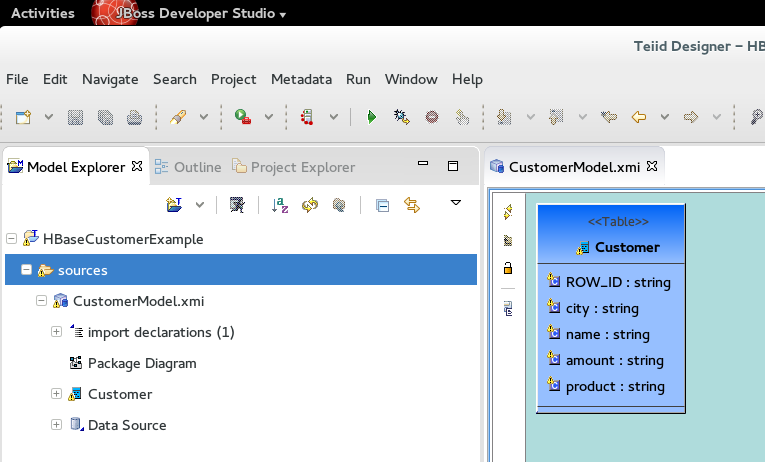 Activities JBoss Developer Studio
Teiid Designer – HB
File Edit Navigate Search Project Metadata Run Window Help
Model Explorer Outline Project Explorer
CustomerModel.xmi
HBaseCustomerExample
sources
CustomerModel.xmi
import declarations (1)
Package Diagram
Customer
Data Source
<<Table>>
Customer
ROW_ID : string
city : string
name : string
amount : string
product : string